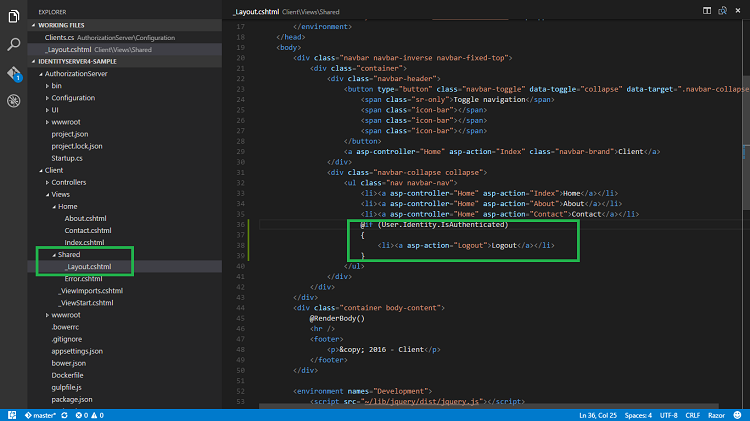 EXPLORER
WORKING FILES
Clients.cs AuthorizationServer\Configuration
_Layout.cshtml Client\Views\Shared
IDENTITYSERVER4-SAMPLE
AuthorizationServer
bin
Configuration
UI
wwwroot
project.json
project.lock.json
Startup.cs
Client
Controllers
Views
Home
About.cshtml
Contact.cshtml
Index.cshtml
Shared
_Layout.cshtml
Error.cshtml
_ViewImports.cshtml
_ViewStart.cshtml
wwwroot
.bowerrc
.gitignore
appsettings.json
bower.json
Dockerfile
gulpfile.js
_Layout.cshtml Client\Views\Shared
17 </environment>
18 </head>
19 <body>
20 <div class="navbar navbar-inverse navbar-fixed-top">
21 <div class="container">
22 <div class="navbar-header">
23 <button type="button" class="navbar-toggle" data-toggle="collapse" data-target=".navbar-collapse
24 <span class="sr-only">Toggle navigation</span>
25 <span class="icon-bar"></span>
26 <span class="icon-bar"></span>
27 <span class="icon-bar"></span>
28 </button>
29 <a asp-controller="Home" asp-action="Index" class="navbar-brand">Client</a>
30 </div>
31 <div class="navbar-collapse collapse">
32 <ul class="nav navbar-nav">
33 <li><a asp-controller="Home" asp-action="Index">Home</a></li>
34 <li><a asp-controller="Home" asp-action="About">About</a></li>
35 <li><a asp-controller="Home" asp-action="Contact">Contact</a></li>
36 @if (User.Identity.IsAuthenticated)
37 {
38 <li><a asp-action="Logout">Logout</a></li>
39 }
40 </ul>
41 </div>
42 </div>
43 </div>
44 <div class="container body-content">
45 @RenderBody()
46 <hr />
47 <footer>
48 <p>&copy; 2016 - Client</p>
49 </footer>
50 </div>
51
52 <environment names="Development">
53 <script src="~/lib/jquery/dist/jquery.js"></script>
1
master* 0 0
Ln 36, Col 25 Spaces: 4 UTF-8 CRLF Razor